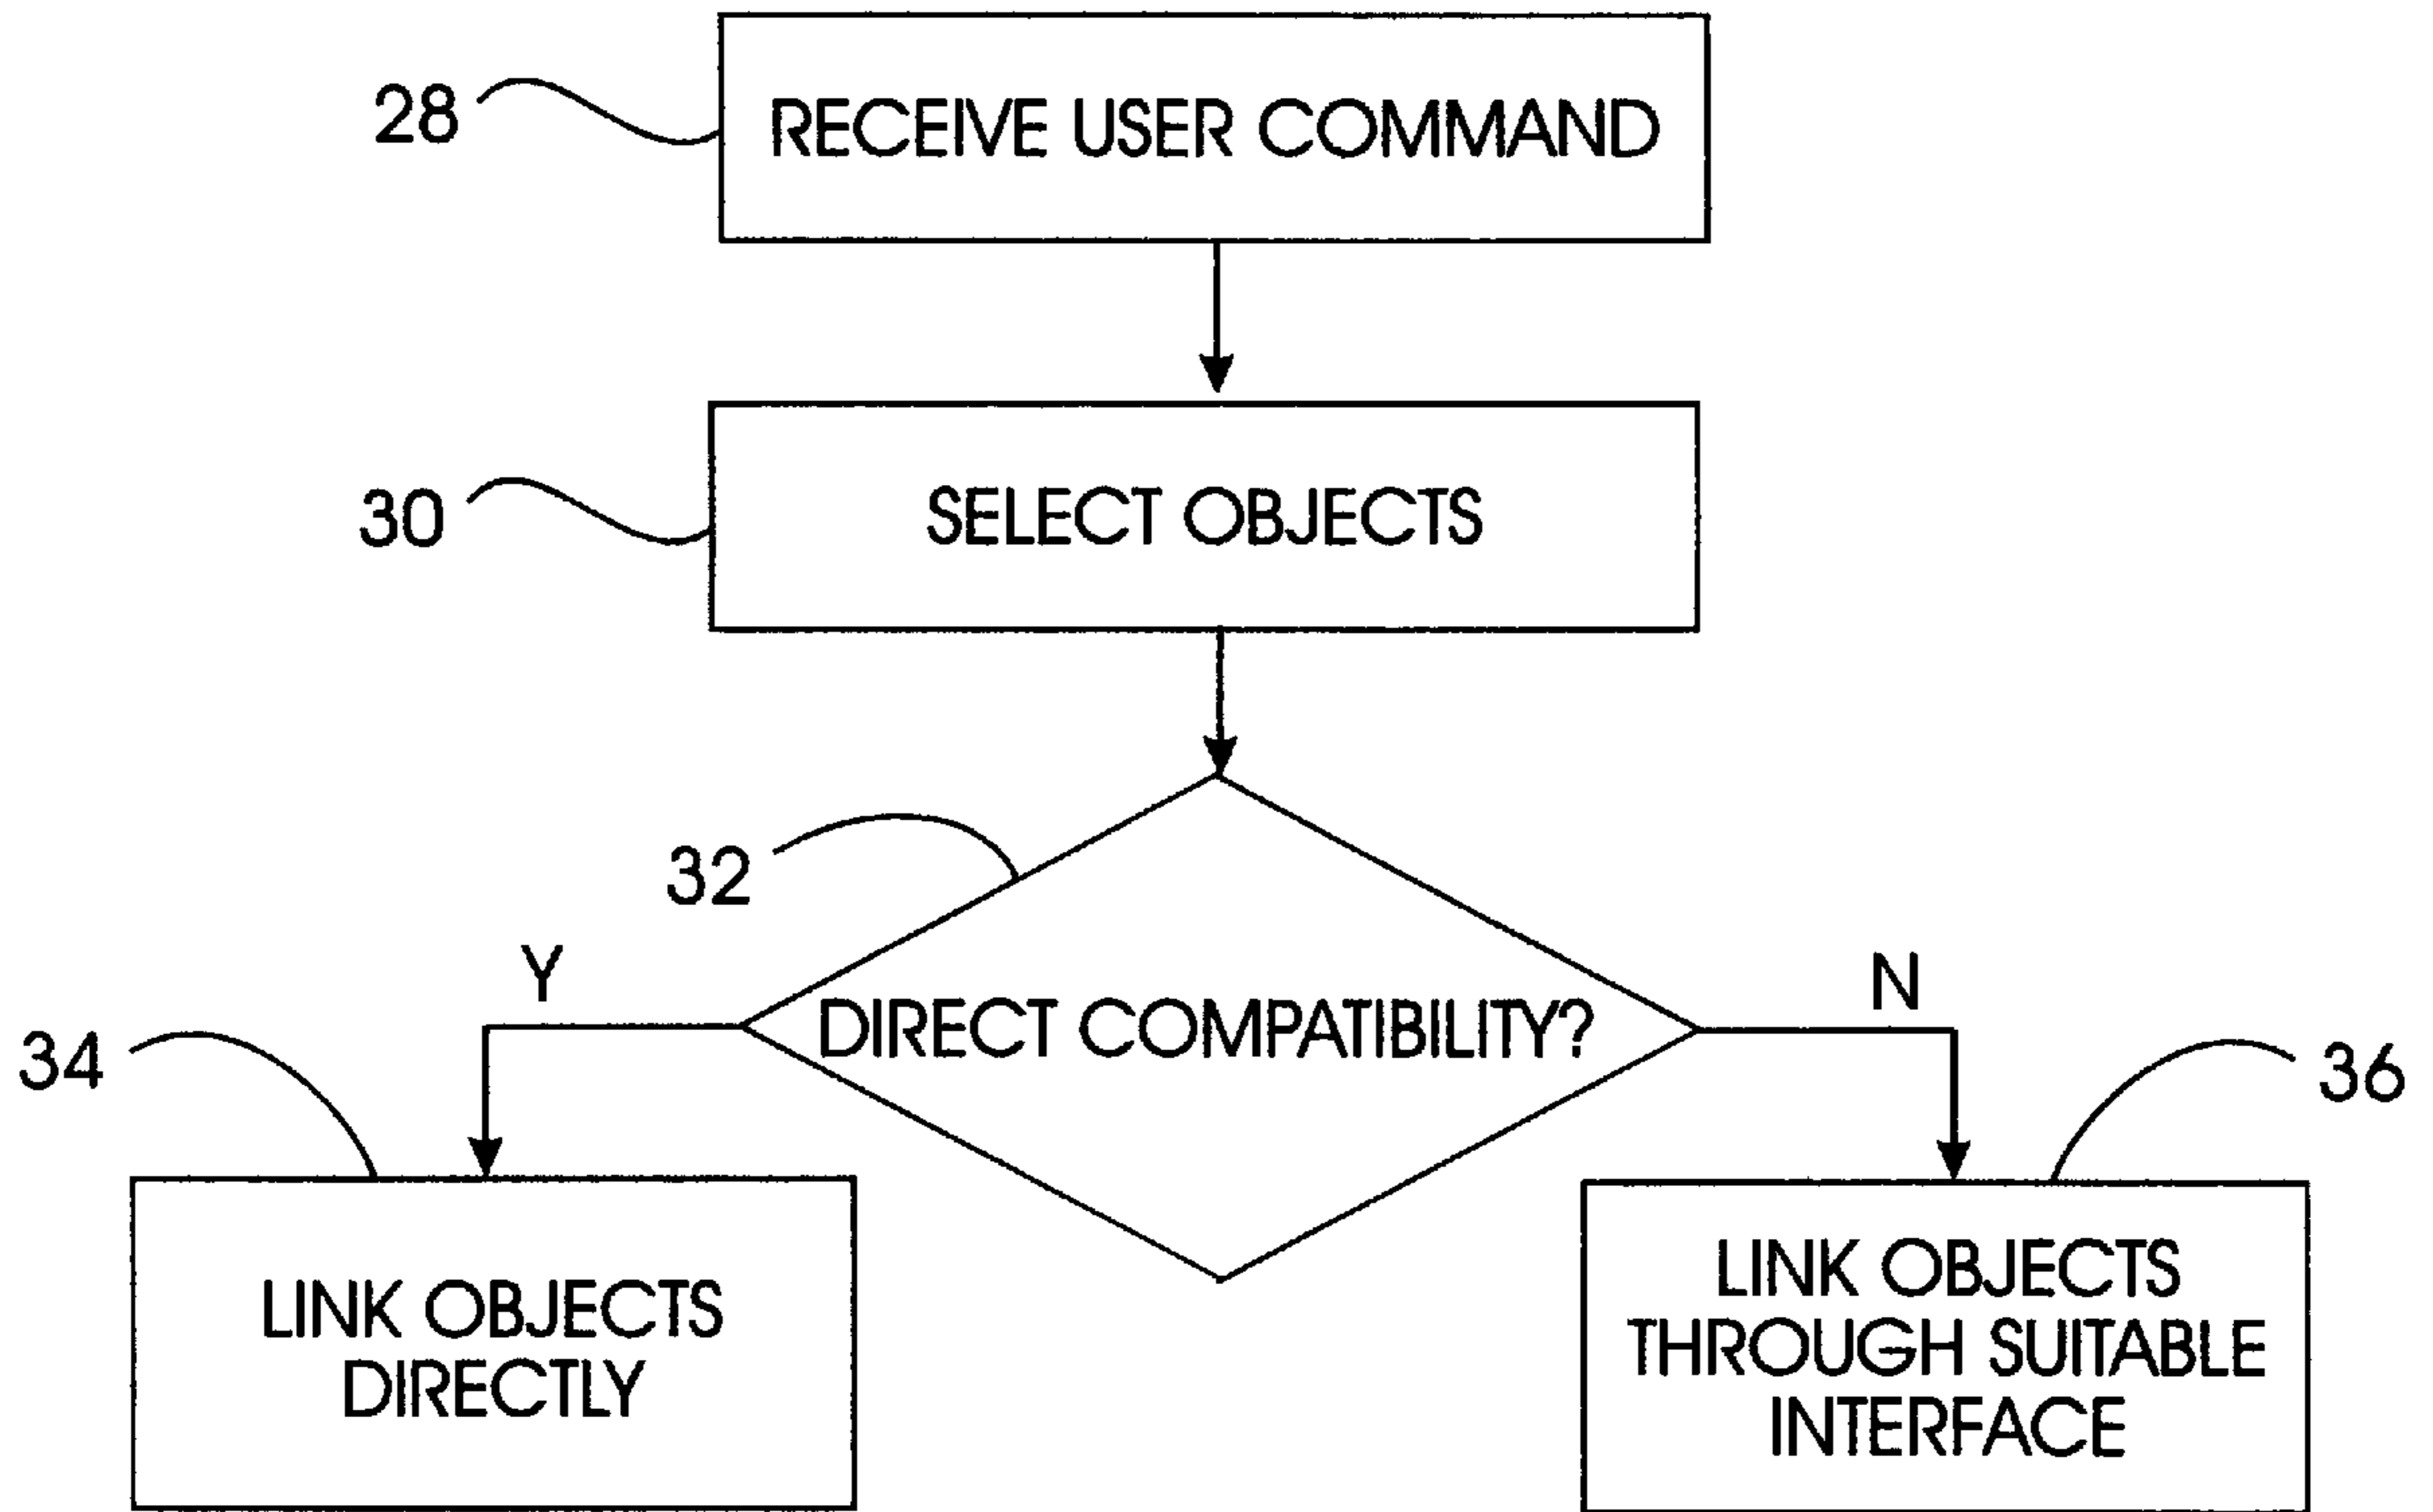 28
RECEIVE USER COMMAND
30
SELECT OBJECTS
32
DIRECT COMPATIBILITY?
Y
N
34
36
LINK OBJECTS
DIRECTLY
LINK OBJECTS
THROUGH SUITABLE
INTERFACE